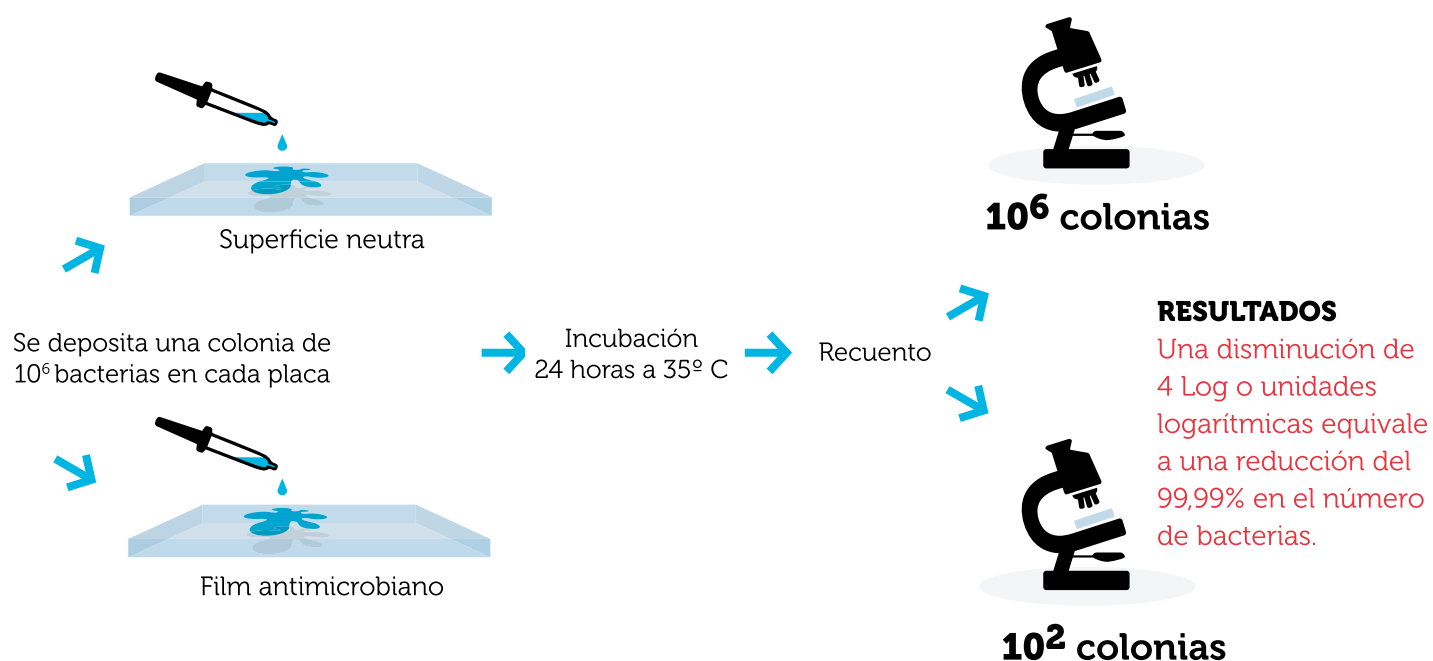 Superficie neutra
Se deposita una colonia de
10⁶ bacterias en cada placa
Film antimicrobiano
Incubación
24 horas a 35º C
Recuento
10⁶ colonias
RESULTADOS
Una disminución de
4 Log o unidades
logarítmicas equivale
a una reducción del
99,99% en el número
de bacterias.
10² colonias